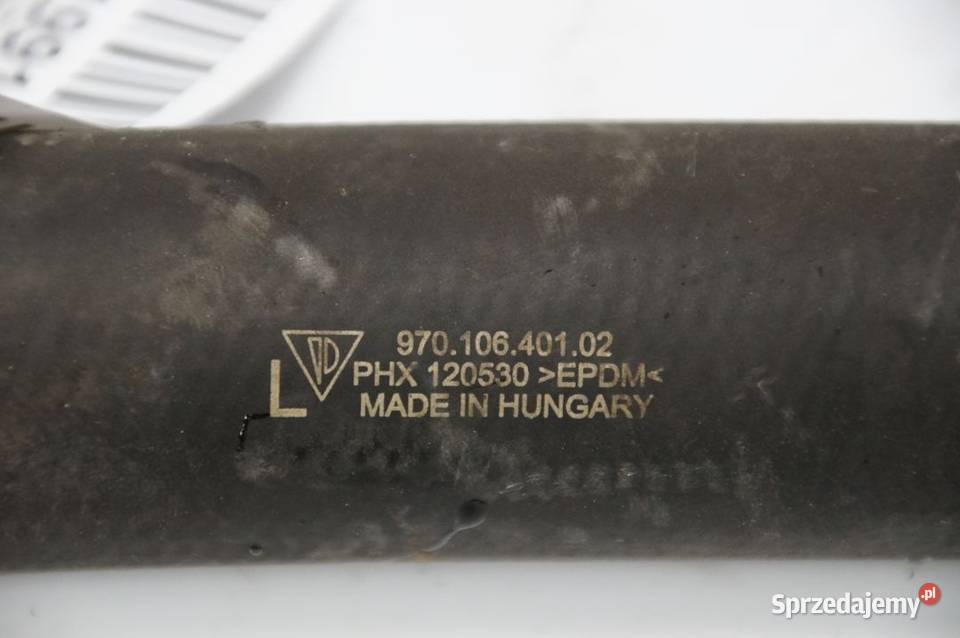 970.106.401.02
L PHX 120530 >EPDM<
MADE IN HUNGARY
Sprzedajemy.pl